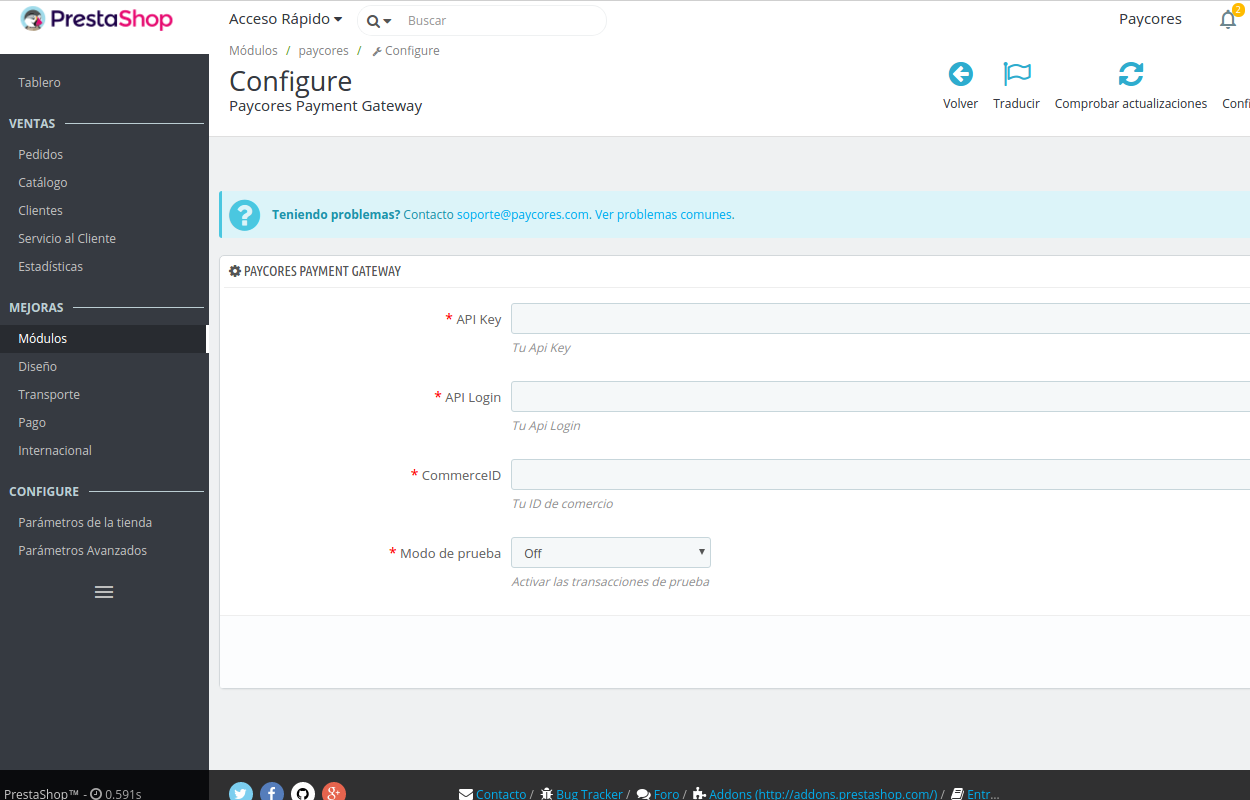 PrestaShop
Acceso Rápido
Buscar
Paycores
2
Módulos / paycores / Configure
Configure
Paycores Payment Gateway
Volver
Traducir
Comprobar actualizaciones
Confi
Tablero
VENTAS
Pedidos
Catálogo
Clientes
Servicio al Cliente
Estadísticas
MEJORAS
Módulos
Diseño
Transporte
Pago
Internacional
CONFIGURE
Parámetros de la tienda
Parámetros Avanzados
Teniendo problemas? Contacto soporte@paycores.com. Ver problemas comunes.
PAYCORES PAYMENT GATEWAY
* API Key
Tu Api Key
* API Login
Tu Api Login
* CommerceID
Tu ID de comercio
* Modo de prueba
Off
Activar las transacciones de prueba
PrestaShop™ - 0.591s
Contacto / Bug Tracker / Foro / Addons (http://addons.prestashop.com/) / Entr...